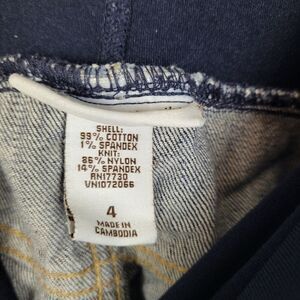 SHELL:
99% COTTON
1% SPANDEX
KNIT:
86% NYLON
14% SPANDEX
RN17730
VN1072066
4
MADE IN
CAMBODIA